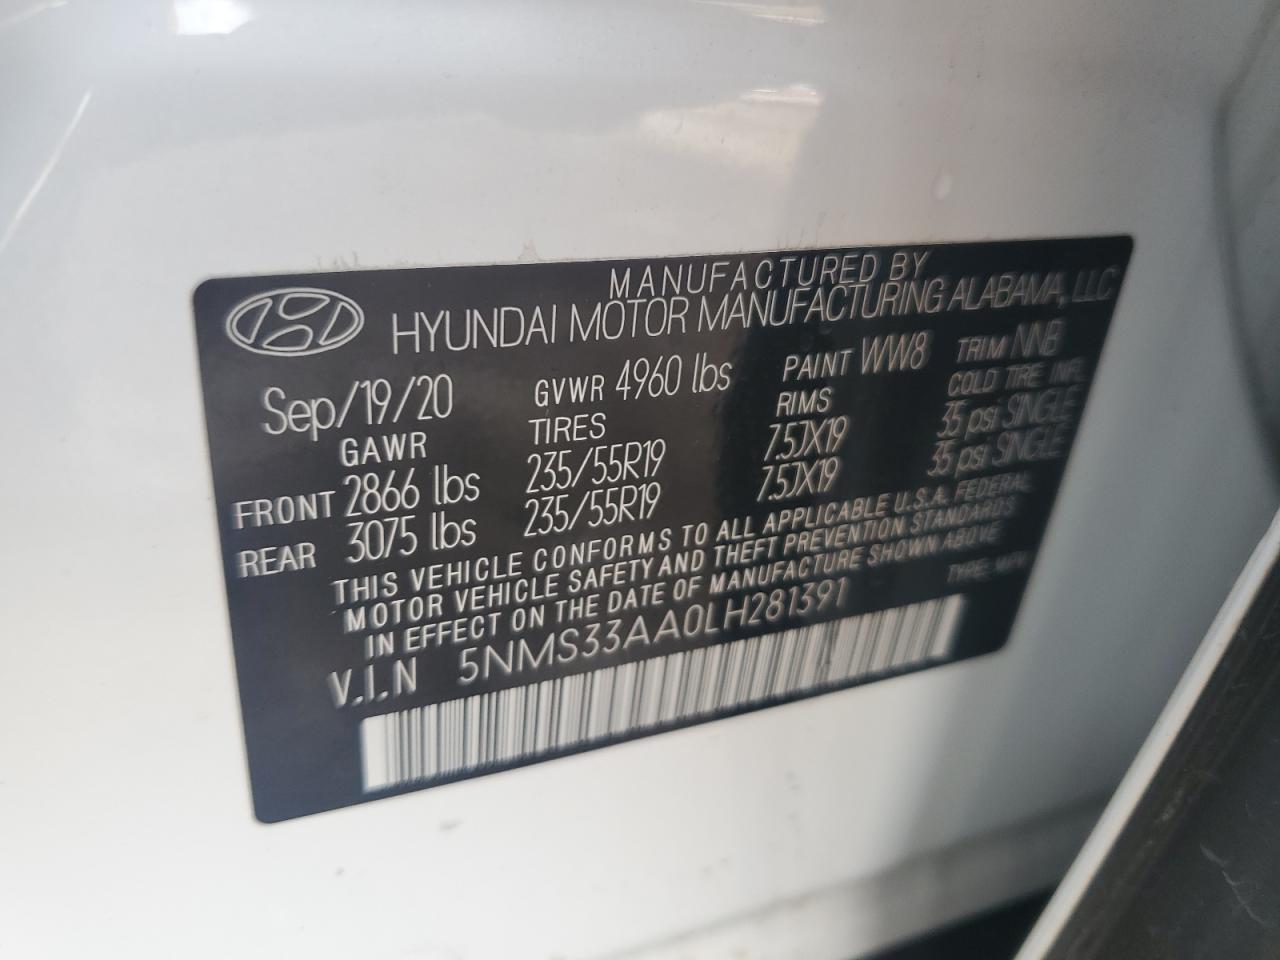 MANUFACTURED BY
HYUNDAI MOTOR MANUFACTURING ALABAMA, LLC
Sep/19/20 GVWR 4960 lbs PAINT WW8 TRIM NNB
GAWR TIRES RIMS COLD TIRE INFL
FRONT 2866 lbs 235/55R19 7.5JX19 35 psi SINGLE
REAR 3075 lbs 235/55R19 7.5JX19 35 psi SINGLE
THIS VEHICLE CONFORMS TO ALL APPLICABLE U.S.A. FEDERAL
MOTOR VEHICLE SAFETY AND THEFT PREVENTION STANDARDS
IN EFFECT ON THE DATE OF MANUFACTURE SHOWN ABOVE
V.I.N 5NMS33AA0LH281391 TYPE: MPV